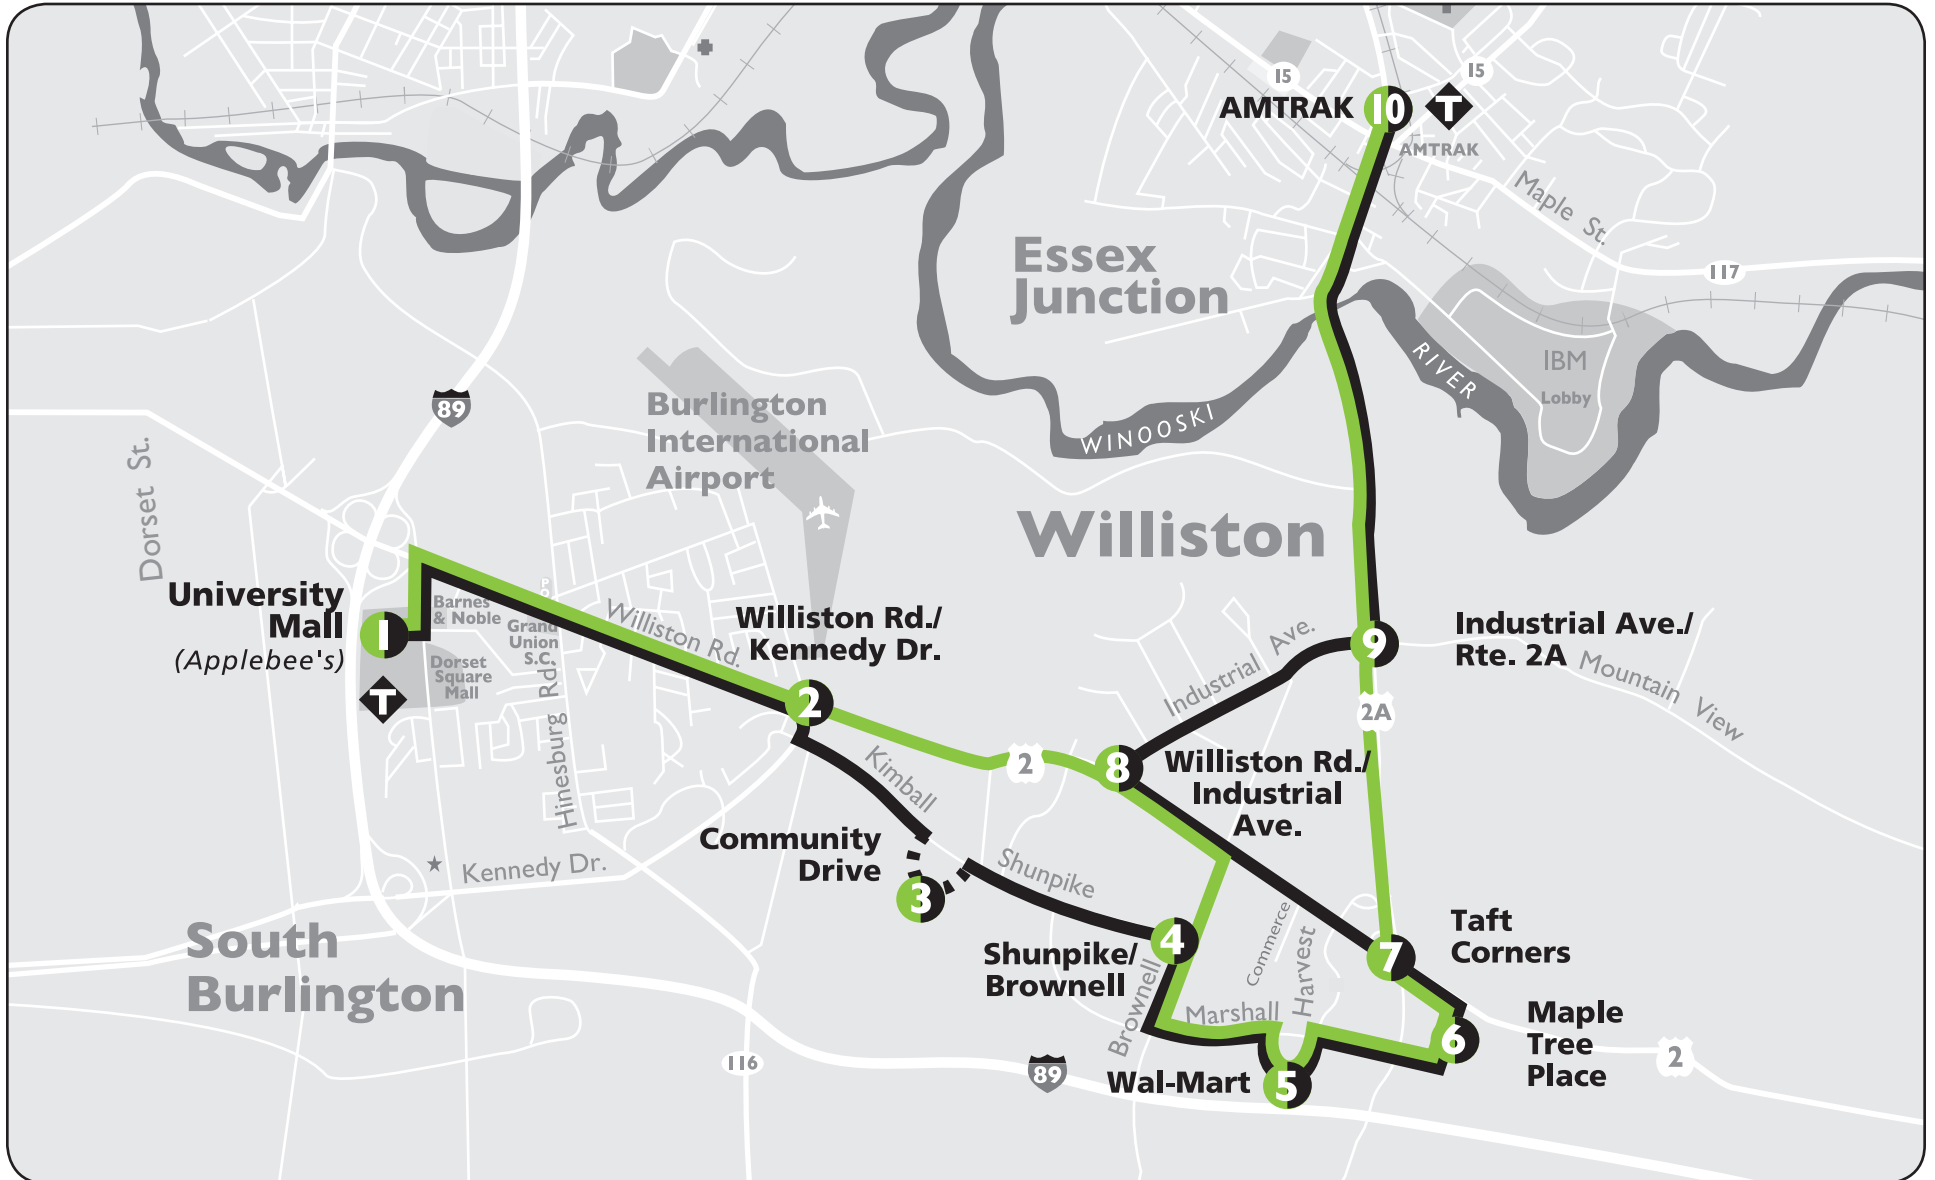 15
15
AMTRAK
10
T
AMTRAK
Maple St.
Essex
Junction
117
IBM
Lobby
RIVER
WINOOSKI
89
Burlington
International
Airport
Dorset St.
Williston
University
Mall
(Applebee's)
1
T
Barnes
& Noble
Grand
Union
S.C.
Dorset
Square
Mall
Hinesburg Rd.
Williston Rd.
Williston Rd./
Kennedy Dr.
2
Industrial Ave.
9
Industrial Ave./
Rte. 2A
Mountain View
2A
2
8
Williston Rd./
Industrial
Ave.
Kimball
Community
Drive
3
Shunpike
Kennedy Dr.
South
Burlington
4
Shunpike/
Brownell
Brownell
Commerce
Harvest
Marshall
7
Taft
Corners
6
Maple
Tree
Place
2
116
89
Wal-Mart
5